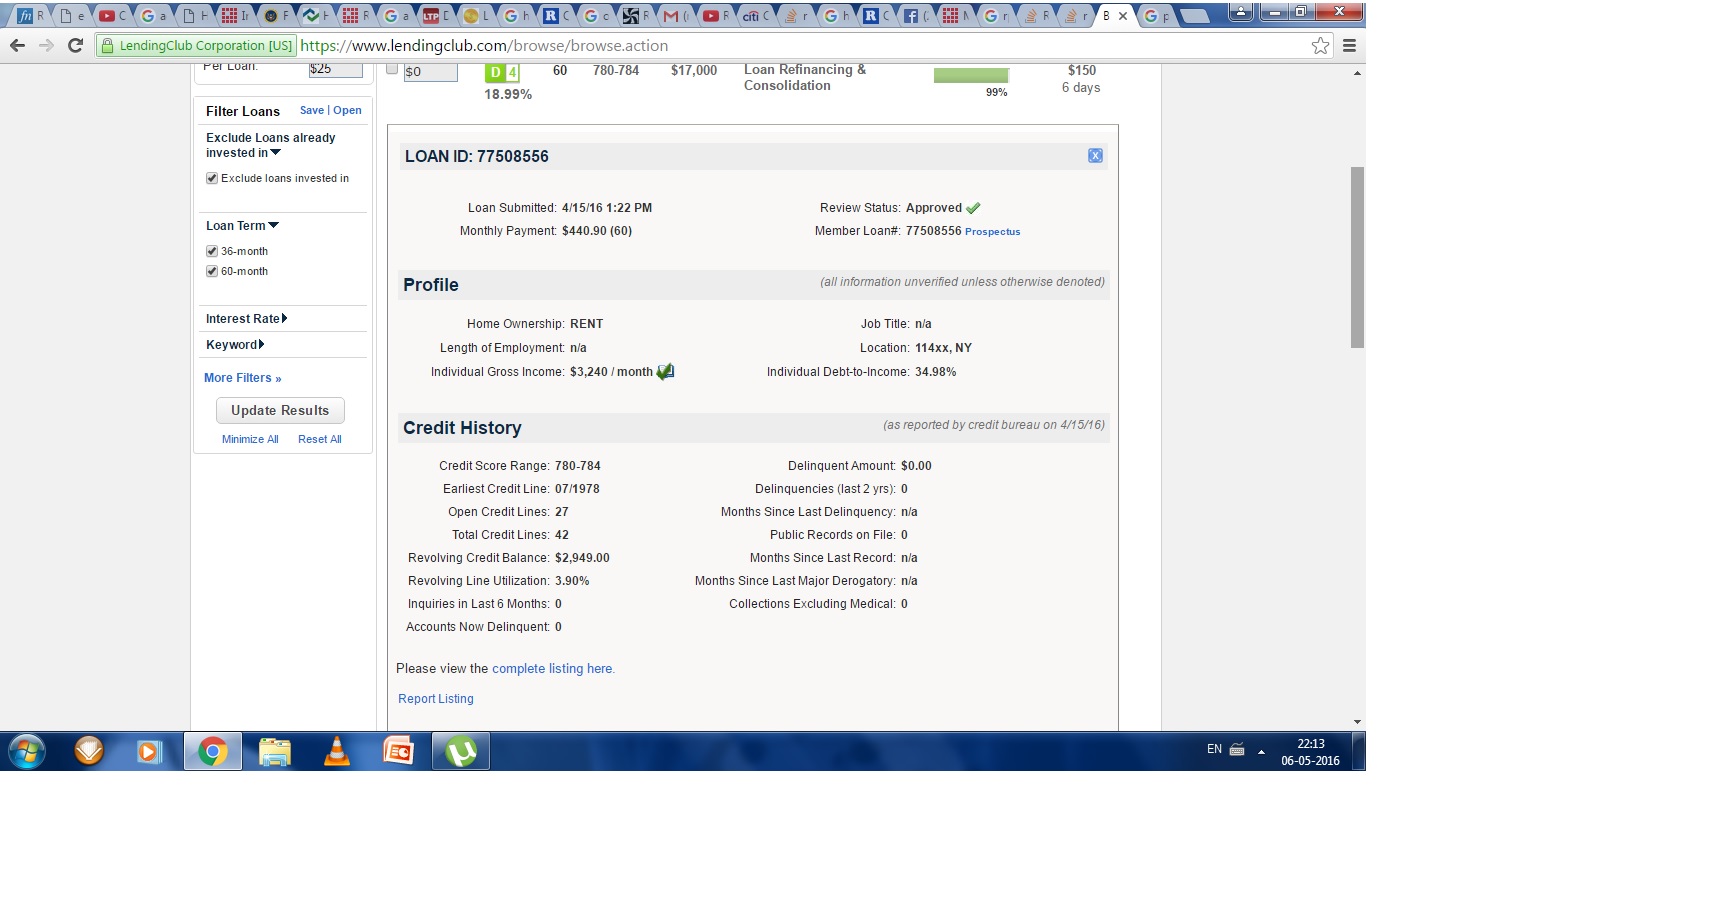 R e C a H Ir F H R a LTP D L h R C c R M ( R citi C r h R C ( M r R r B p
LendingClub Corporation [US] https://www.lendingclub.com/browse/browse.action
Per Loan: $25
$0 D 4 60 780-784 $17,000 Loan Refinancing & $150
18.99% Consolidation 99% 6 days
Filter Loans Save | Open
Exclude Loans already
invested in
Exclude loans invested in
Loan Term
36-month
60-month
Interest Rate
Keyword
More Filters »
Update Results
Minimize All Reset All
LOAN ID: 77508556 X
Loan Submitted: 4/15/16 1:22 PM Review Status: Approved
Monthly Payment: $440.90 (60) Member Loan#: 77508556 Prospectus
Profile (all information unverified unless otherwise denoted)
Home Ownership: RENT Job Title: n/a
Length of Employment: n/a Location: 114xx, NY
Individual Gross Income: $3,240 / month Individual Debt-to-Income: 34.98%
Credit History (as reported by credit bureau on 4/15/16)
Credit Score Range: 780-784 Delinquent Amount: $0.00
Earliest Credit Line: 07/1978 Delinquencies (last 2 yrs): 0
Open Credit Lines: 27 Months Since Last Delinquency: n/a
Total Credit Lines: 42 Public Records on File: 0
Revolving Credit Balance: $2,949.00 Months Since Last Record: n/a
Revolving Line Utilization: 3.90% Months Since Last Major Derogatory: n/a
Inquiries in Last 6 Months: 0 Collections Excluding Medical: 0
Accounts Now Delinquent: 0
Please view the complete listing here.
Report Listing
EN 22:13
06-05-2016